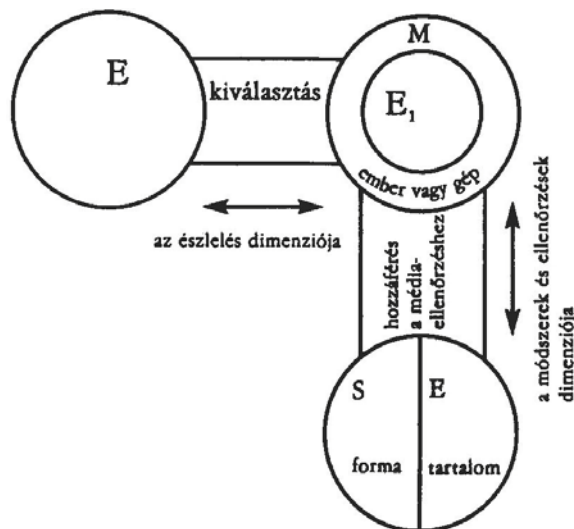 E
kiválasztás
M
E₁
ember vagy gép
az észlelés dimenziója
hozzáférés
a média-
ellenőrzéshez
a módszerek és ellenőrzések
dimenziója
S
E
forma
tartalom